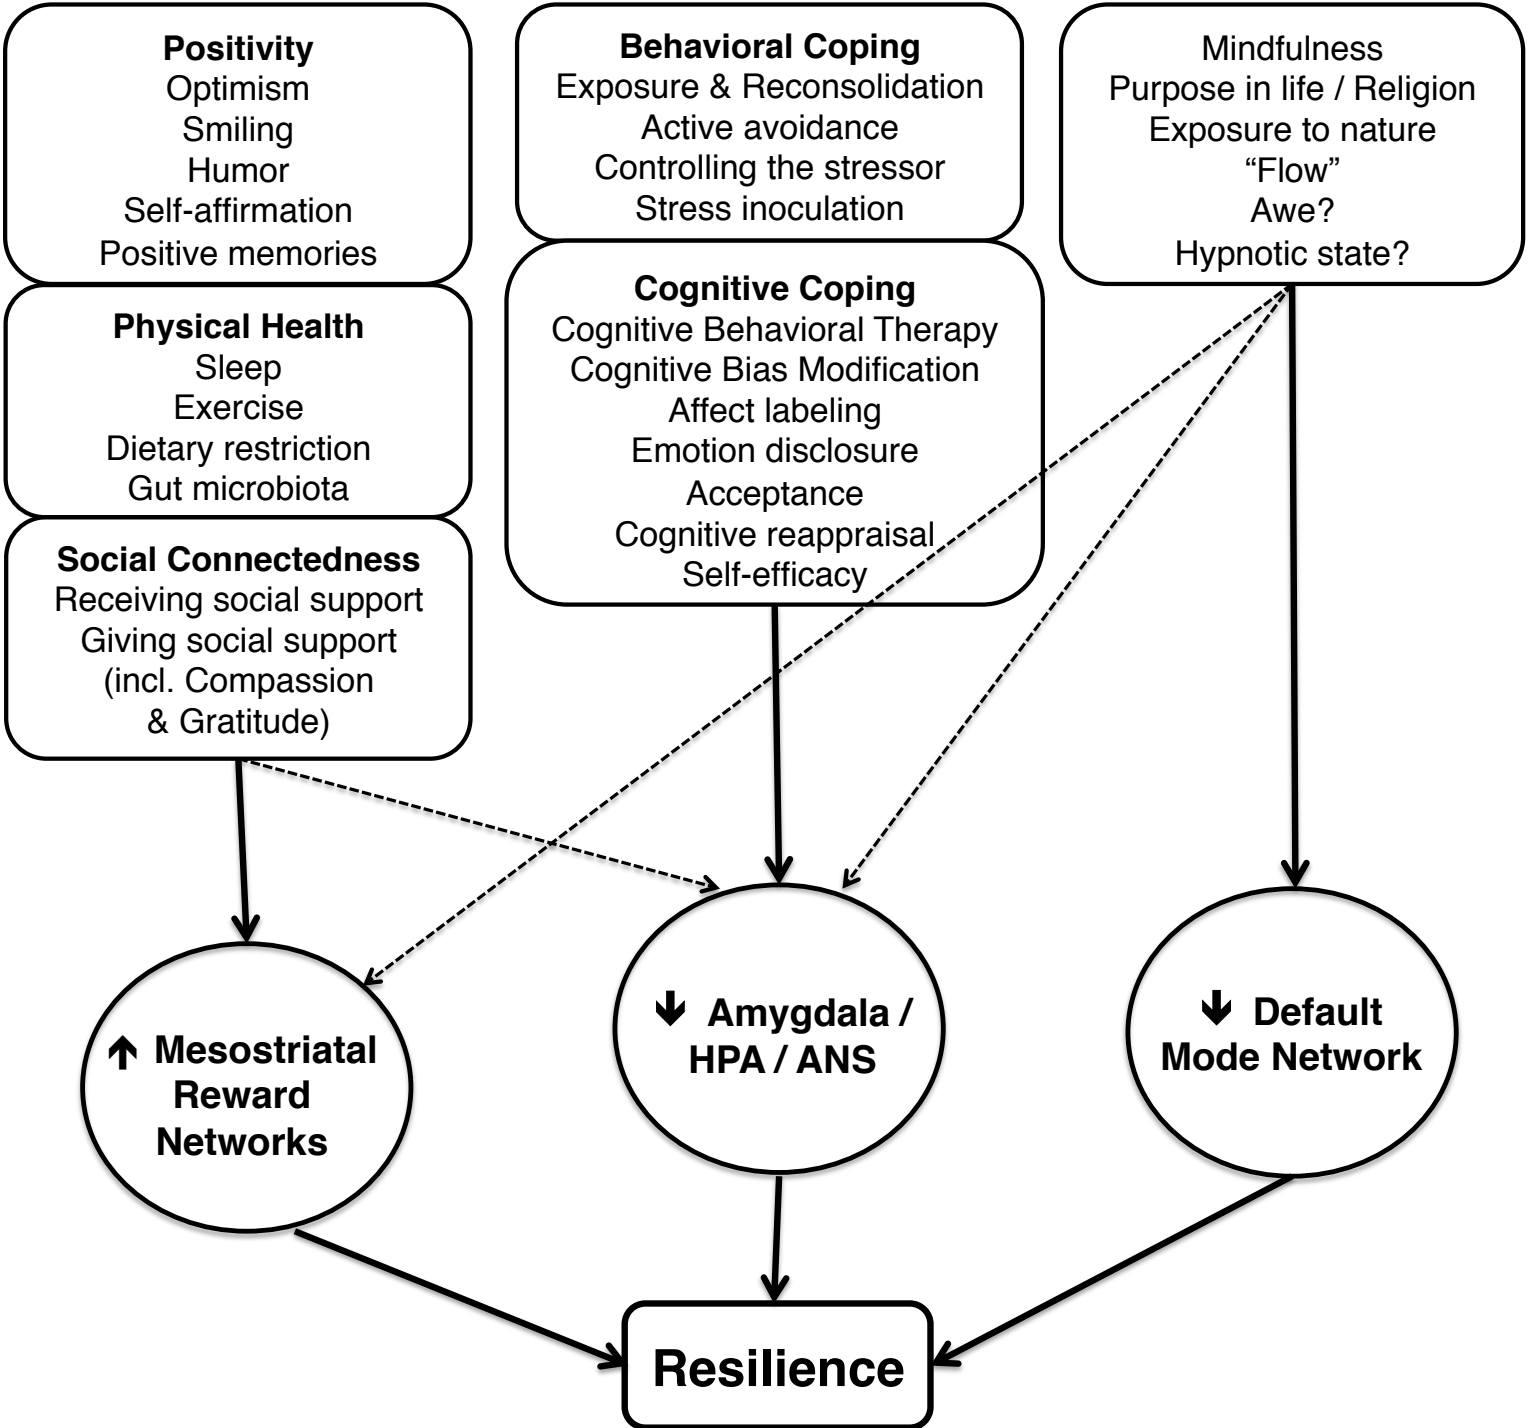 Positivity
Optimism
Smiling
Humor
Self-affirmation
Positive memories
Physical Health
Sleep
Exercise
Dietary restriction
Gut microbiota
Social Connectedness
Receiving social support
Giving social support
(incl. Compassion
& Gratitude)
Behavioral Coping
Exposure & Reconsolidation
Active avoidance
Controlling the stressor
Stress inoculation
Cognitive Coping
Cognitive Behavioral Therapy
Cognitive Bias Modification
Affect labeling
Emotion disclosure
Acceptance
Cognitive reappraisal
Self-efficacy
Mindfulness
Purpose in life / Religion
Exposure to nature
“Flow”
Awe?
Hypnotic state?
↑ Mesostriatal
Reward
Networks
↓ Amygdala /
HPA / ANS
↓ Default
Mode Network
Resilience